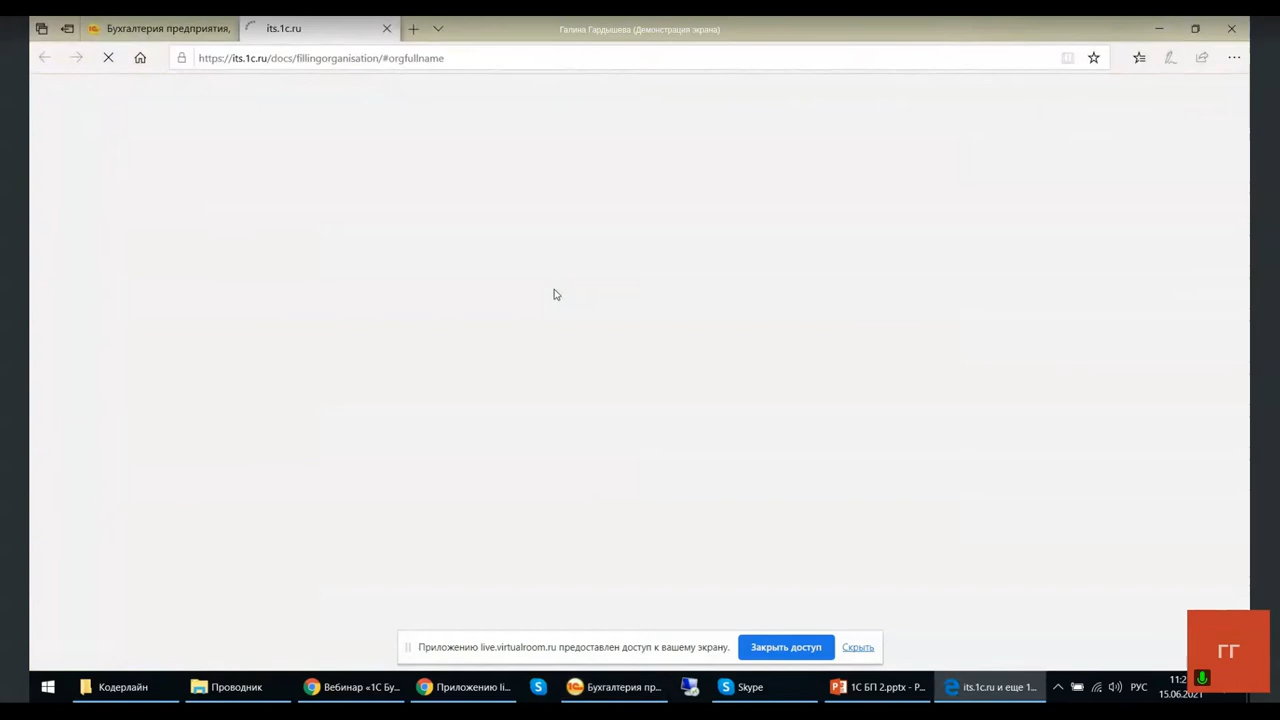 Бухгалтерия предприятия,
its.1c.ru
Галина Гардышева (Демонстрация экрана)
https://its.1c.ru/docs/fillingorganisation/#orgfullname
Приложению live.virtualroom.ru предоставлен доступ к вашему экрану.
Закрыть доступ
Скрыть
ГГ
Кодерлайн
Проводник
Вебинар «1С Бу...
Приложению li...
Бухгалтерия пр...
Skype
1С БП 2.pptx - P...
its.1c.ru и еще 1...
РУС
11:2
15.06.2021